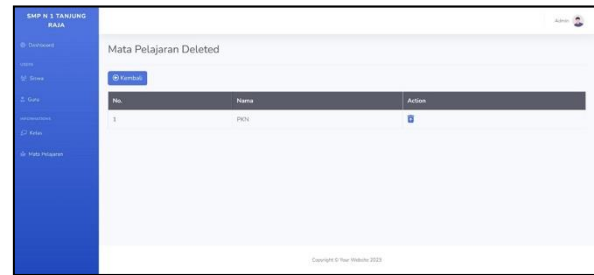 SMP N 1 TANJUNG
RAJA
Admin
Dashboard
Mata Pelajaran Deleted
Siswa
Kembali
Guru
No. Nama Action
1 PKN
Kelas
Mata Pelajaran
Copyright © Your Website 2023